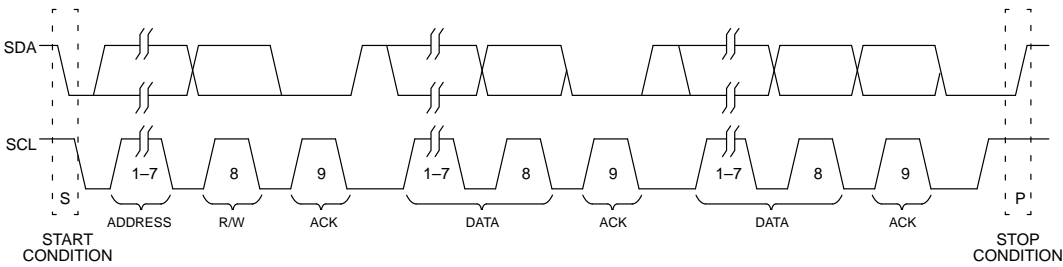 SDA
SCL
1–7 8 9 1–7 8 9 1–7 8 9
S P
ADDRESS R/W ACK DATA ACK DATA ACK
START
CONDITION
STOP
CONDITION